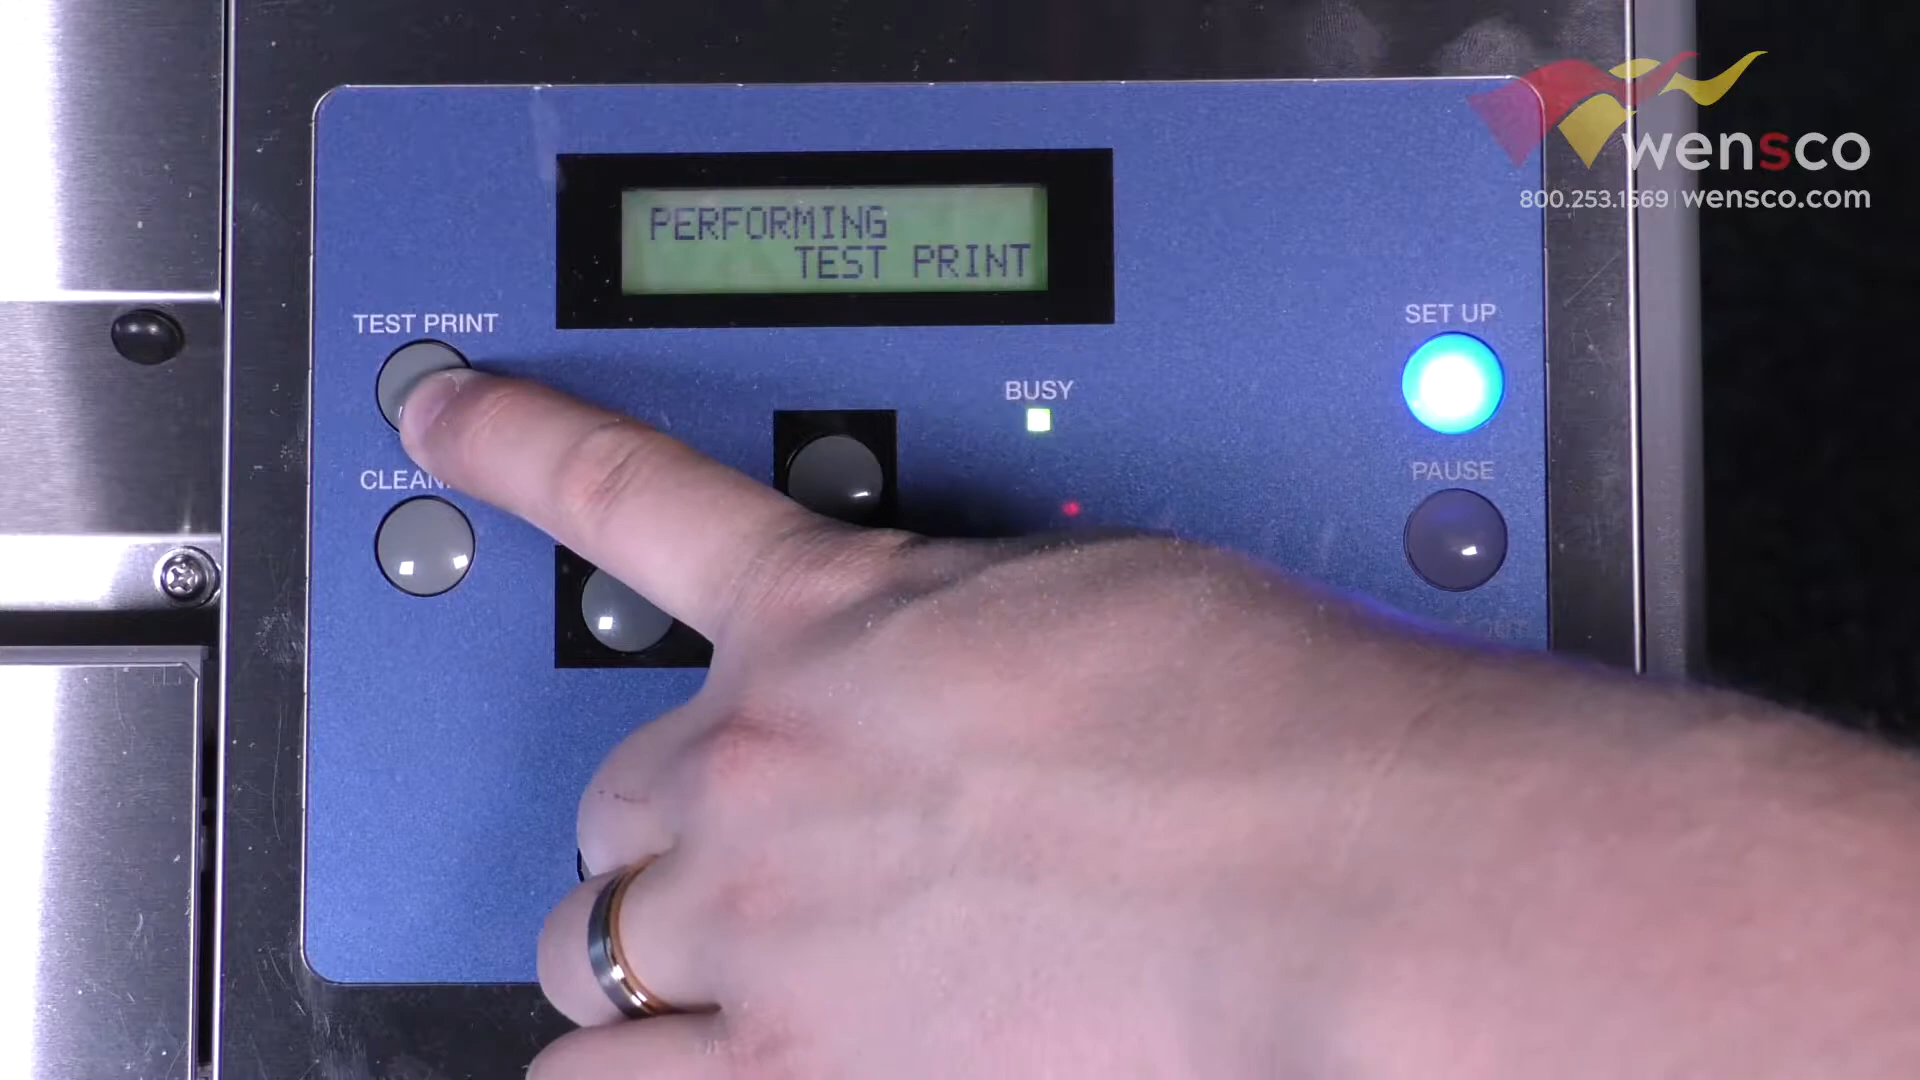 wensco
800.253.1569 | wensco.com
PERFORMING
TEST PRINT
TEST PRINT
SET UP
BUSY
PAUSE